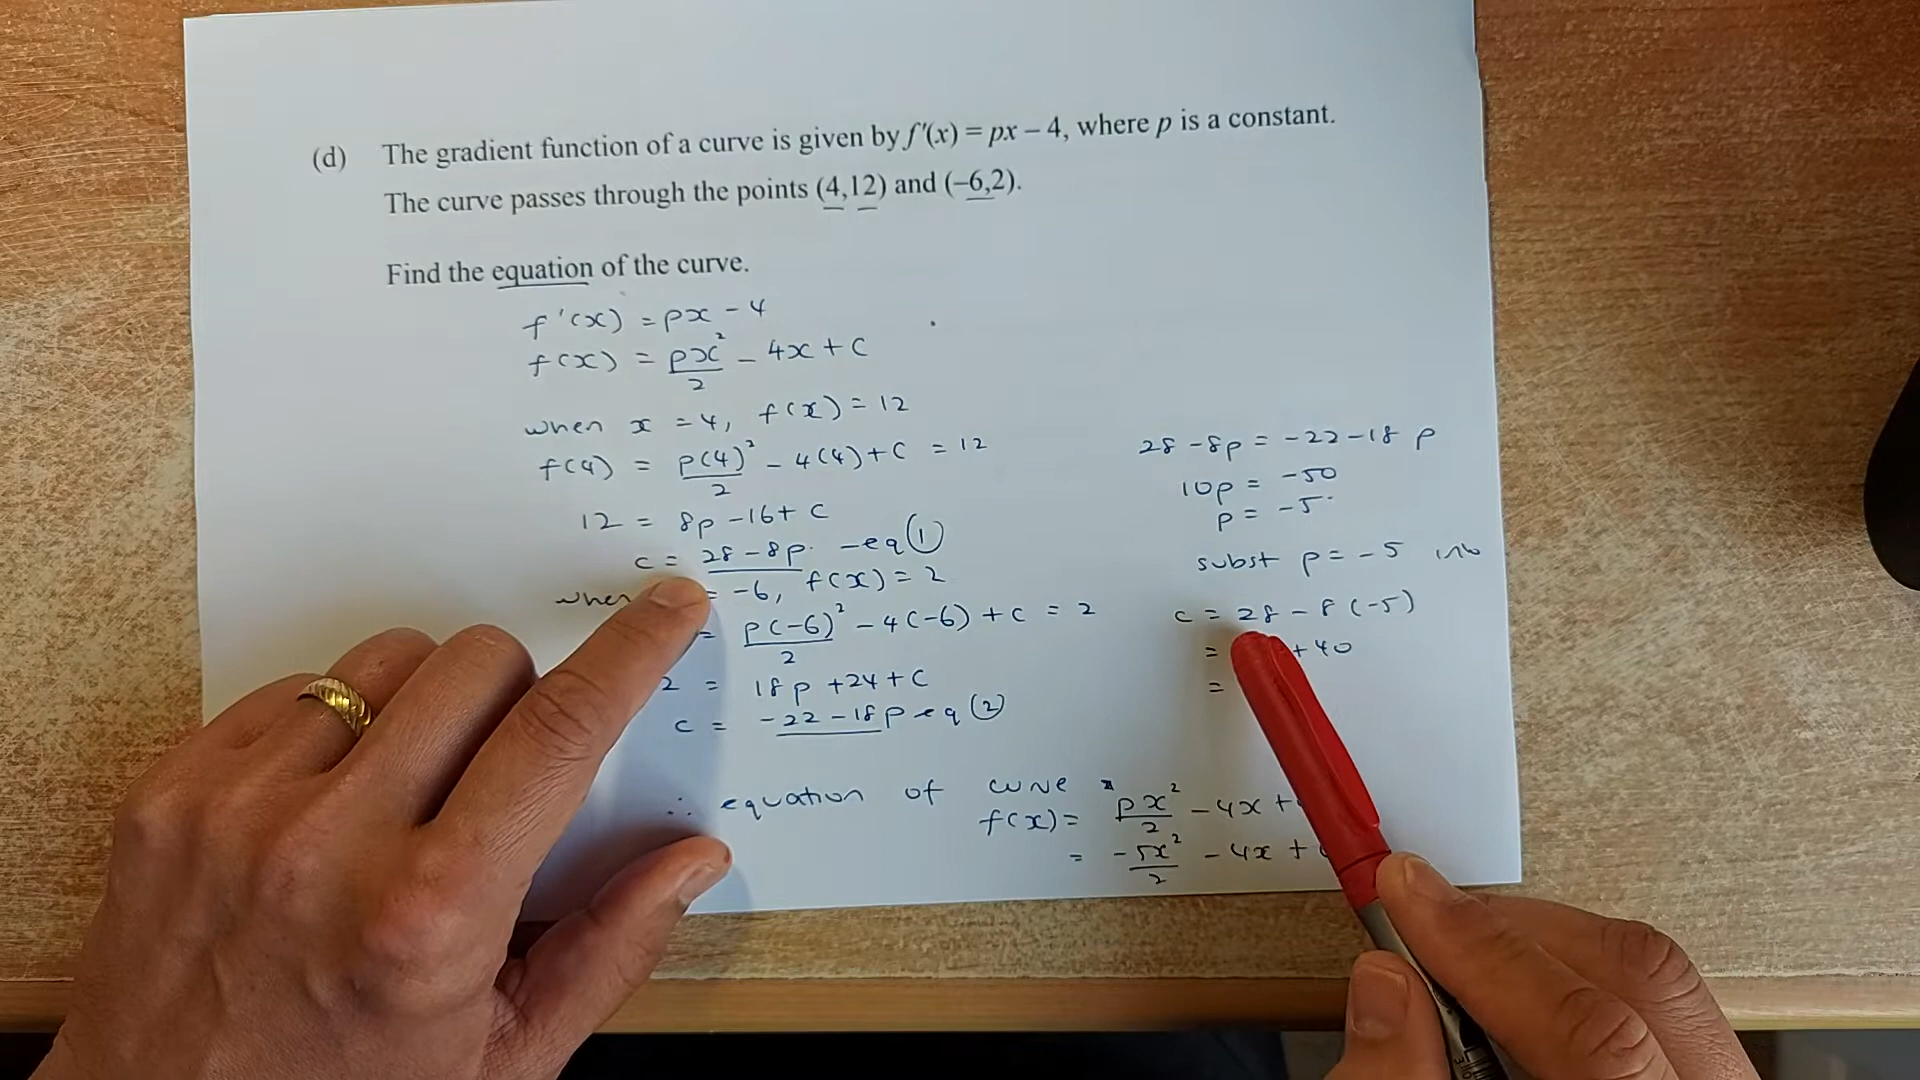 (d) The gradient function of a curve is given by f'(x) = px – 4, where p is a constant.
The curve passes through the points (4,12) and (–6,2).
Find the equation of the curve.
f'(x) = px - 4
f(x) = px²/2 - 4x + c
when x = 4, f(x) = 12
f(4) = p(4)²/2 - 4(4) + c = 12
12 = 8p - 16 + c
c = 28 - 8p - eq (1)
when = -6, f(x) = 2
= p(-6)²/2 - 4(-6) + c = 2
2 = 18p + 24 + c
c = -22 - 18p eq (2)
28 - 8p = -22 - 18p
10p = -50
p = -5
subst p = -5 into
c = 28 - 8(-5)
= + 40
=
∴ equation of curve
f(x) = px²/2 - 4x +
= -5x²/2 - 4x +